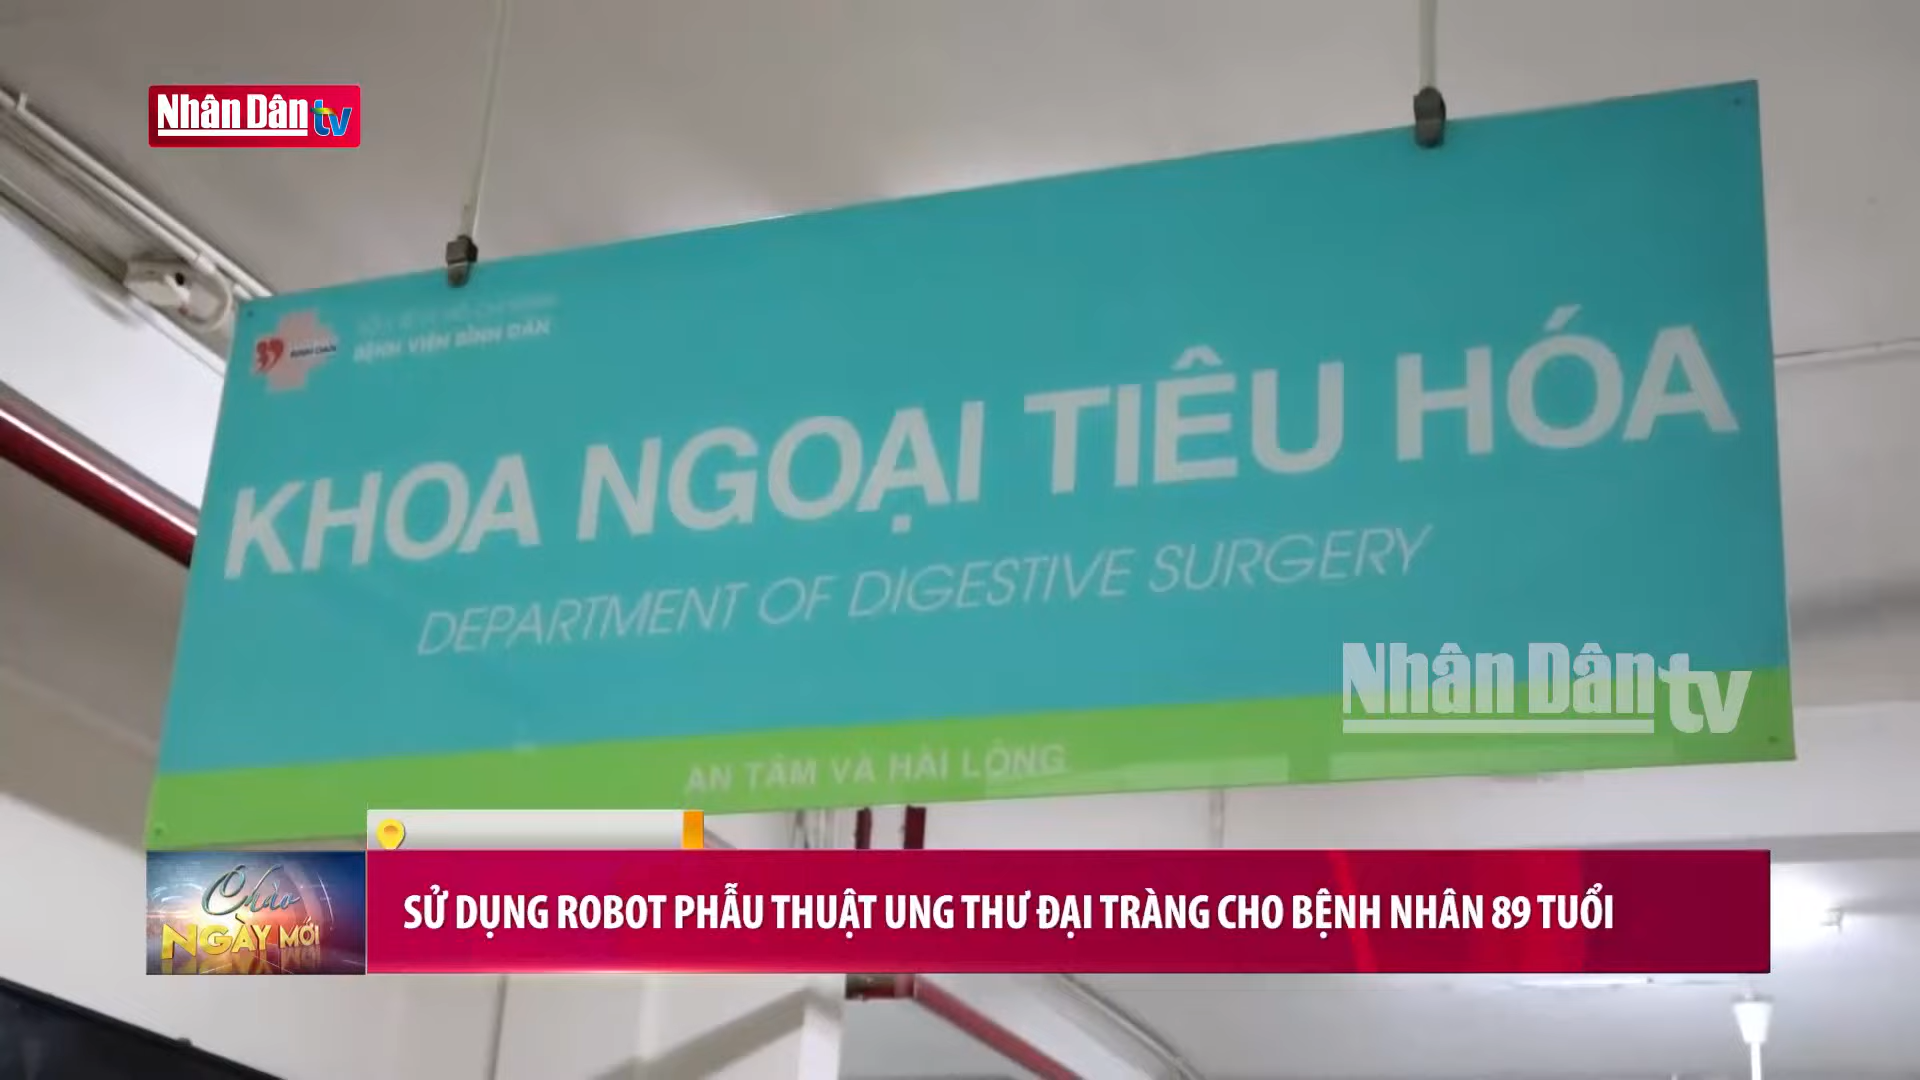 Nhân Dân tv
BỆNH VIỆN BÌNH DÂN
KHOA NGOẠI TIÊU HÓA
DEPARTMENT OF DIGESTIVE SURGERY
Nhân Dân tv
AN TÂM VÀ HÀI LÒNG
Chào
NGÀY MỚI
SỬ DỤNG ROBOT PHẪU THUẬT UNG THƯ ĐẠI TRÀNG CHO BỆNH NHÂN 89 TUỔI